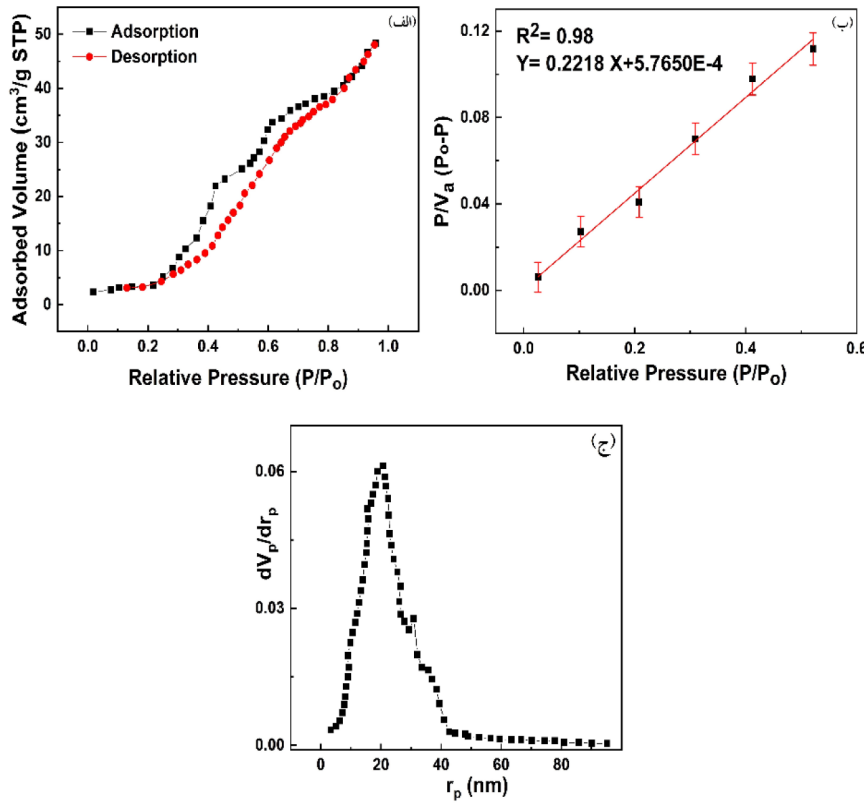 (الف)
Adsorption
Desorption
50
40
30
20
10
0
0.0 0.2 0.4 0.6 0.8 1.0
Adsorbed Volume (cm³/g STP)
Relative Pressure (P/Pₒ)
(ب)
R²= 0.98
Y= 0.2218 X+5.7650E-4
0.12
0.08
0.04
0.00
0.0 0.2 0.4 0.6
P/Vₐ (Pₒ-P)
Relative Pressure (P/Pₒ)
(ج)
0.06
0.03
0.00
0 20 40 60 80
dVₚ/drₚ
rₚ (nm)